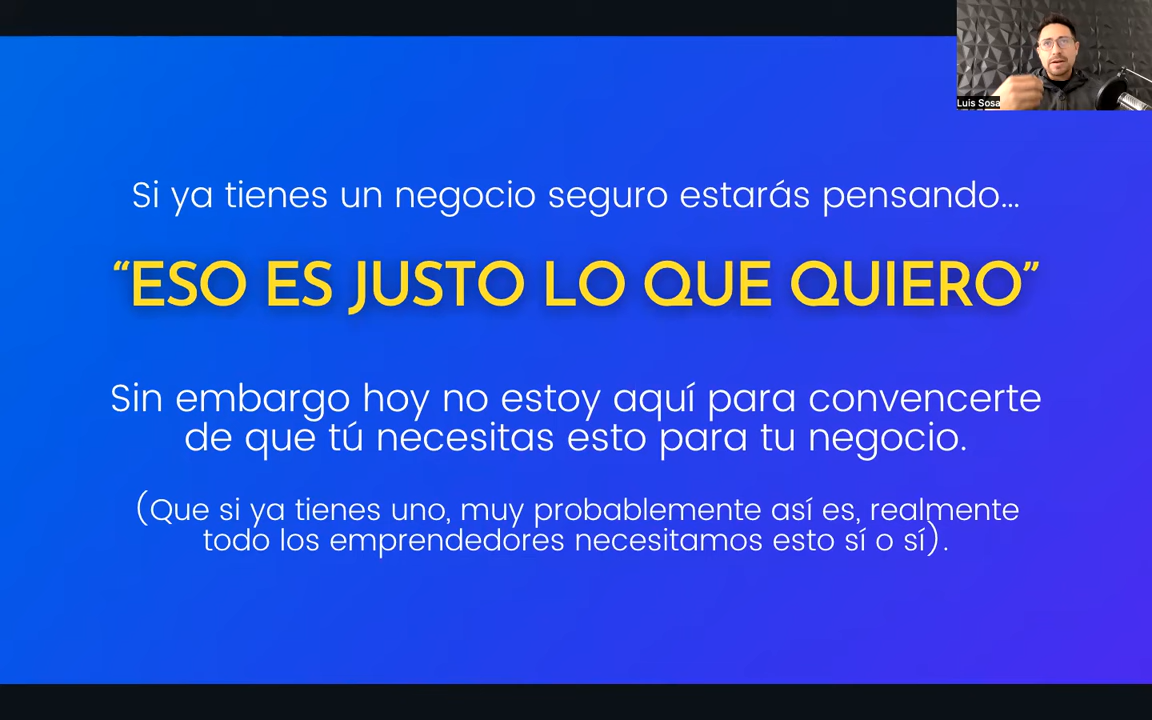 Luis Sosa
Si ya tienes un negocio seguro estarás pensando...
“ESO ES JUSTO LO QUE QUIERO”
Sin embargo hoy no estoy aquí para convencerte
de que tú necesitas esto para tu negocio.
(Que si ya tienes uno, muy probablemente así es, realmente
todo los emprendedores necesitamos esto sí o sí).